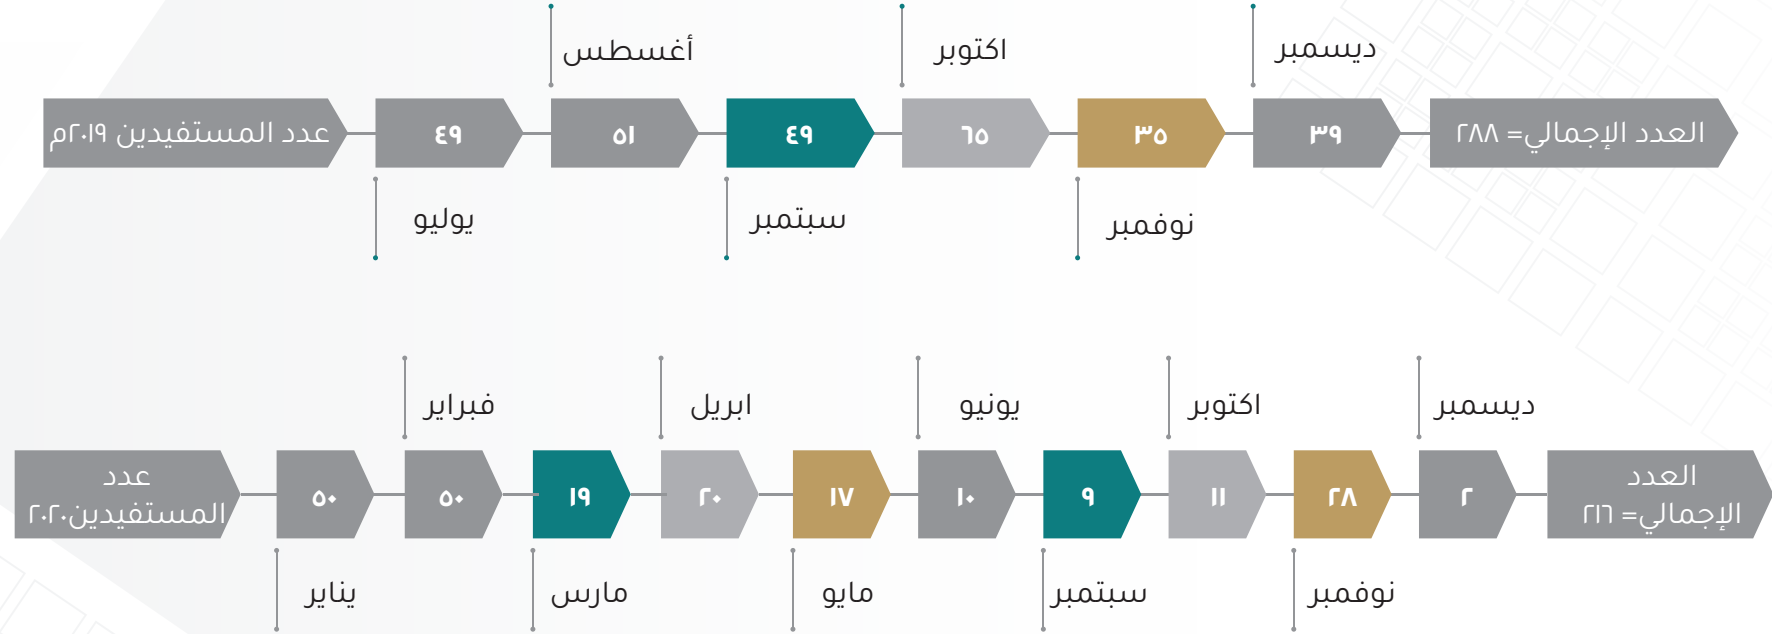 أغسطس
اكتوبر
ديسمبر
عدد المستفيدين ٢٠١٩م
٤٩
٥١
٤٩
٦٥
٣٥
٣٩
العدد الإجمالي= ٢٨٨
يوليو
سبتمبر
نوفمبر
فبراير
ابريل
يونيو
اكتوبر
ديسمبر
عدد
المستفيدين٢٠٢٠
٥٠
٥٠
١٩
٢٠
١٧
١٠
٩
١١
٢٨
٢
العدد
الإجمالي= ٢١٦
يناير
مارس
مايو
سبتمبر
نوفمبر